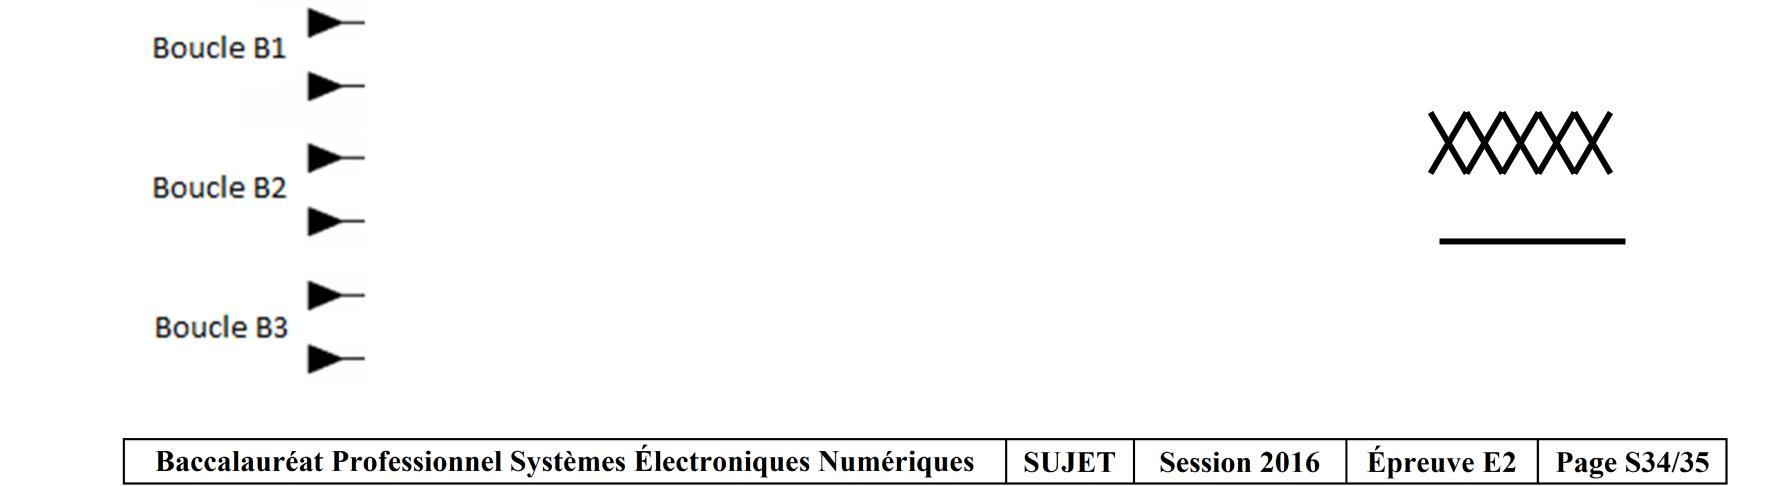 Boucle B1
Boucle B2
Boucle B3
Baccalauréat Professionnel Systèmes Électroniques Numériques SUJET Session 2016 Épreuve E2 Page S34/35